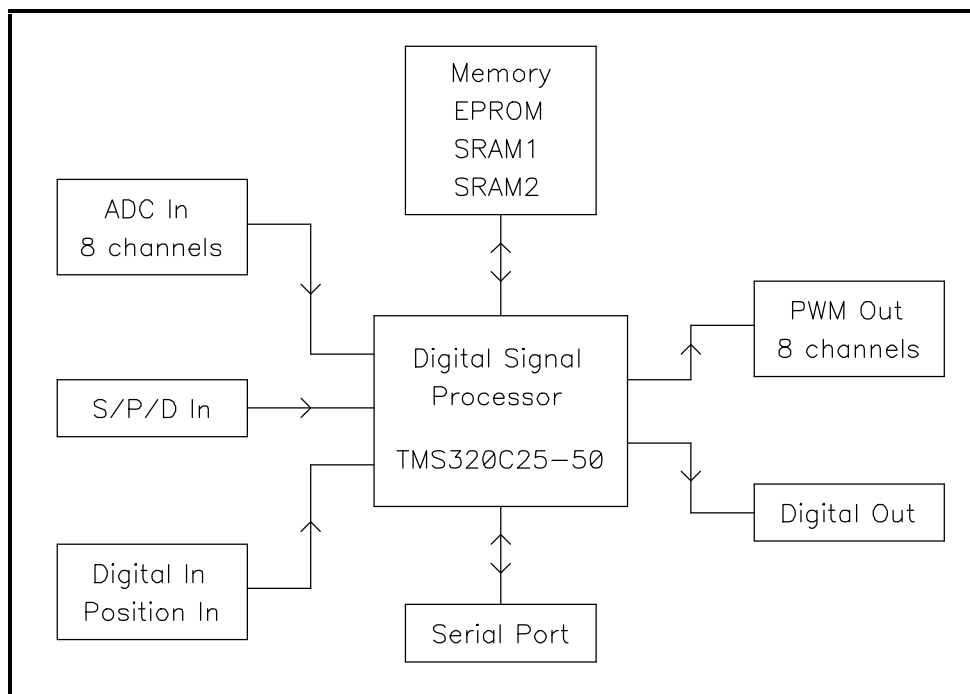 Memory
EPROM
SRAM1
SRAM2
ADC In
8 channels
PWM Out
8 channels
Digital Signal
Processor
TMS320C25-50
S/P/D In
Digital Out
Digital In
Position In
Serial Port